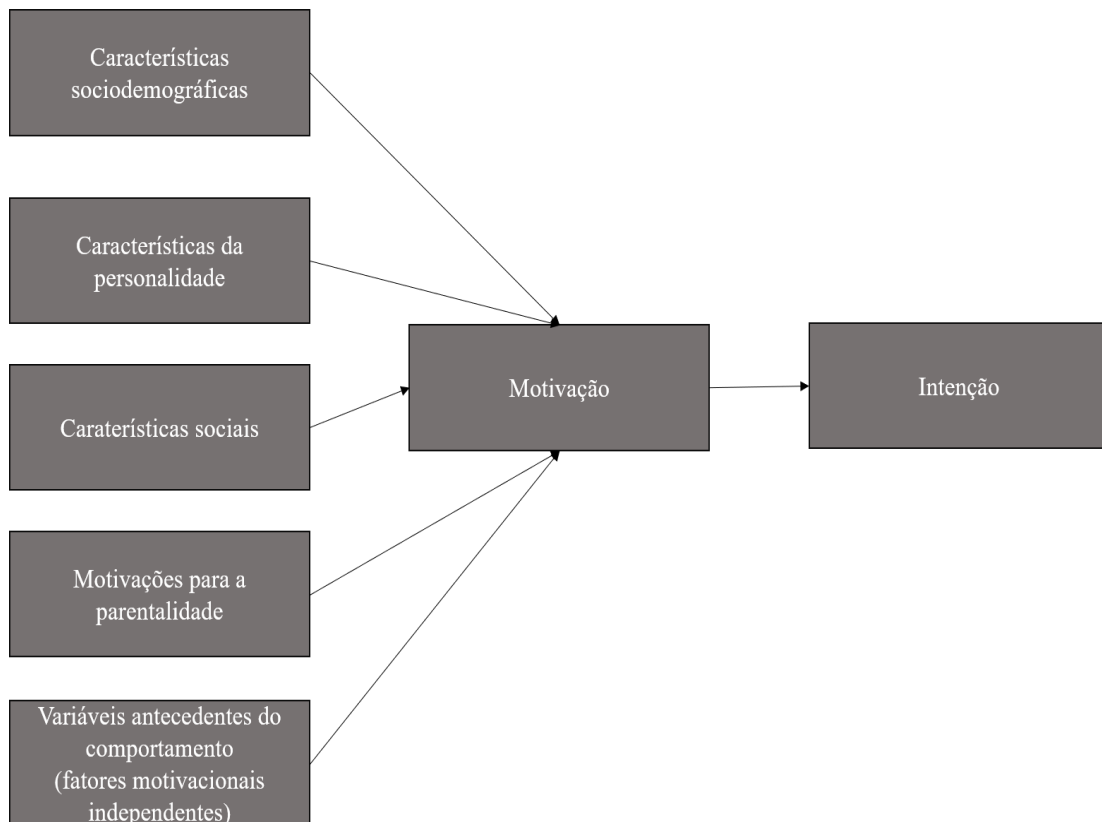 Características
sociodemográficas
Características da
personalidade
Caraterísticas sociais
Motivações para a
parentalidade
Variáveis antecedentes do
comportamento
(fatores motivacionais
independentes)
Motivação
Intenção